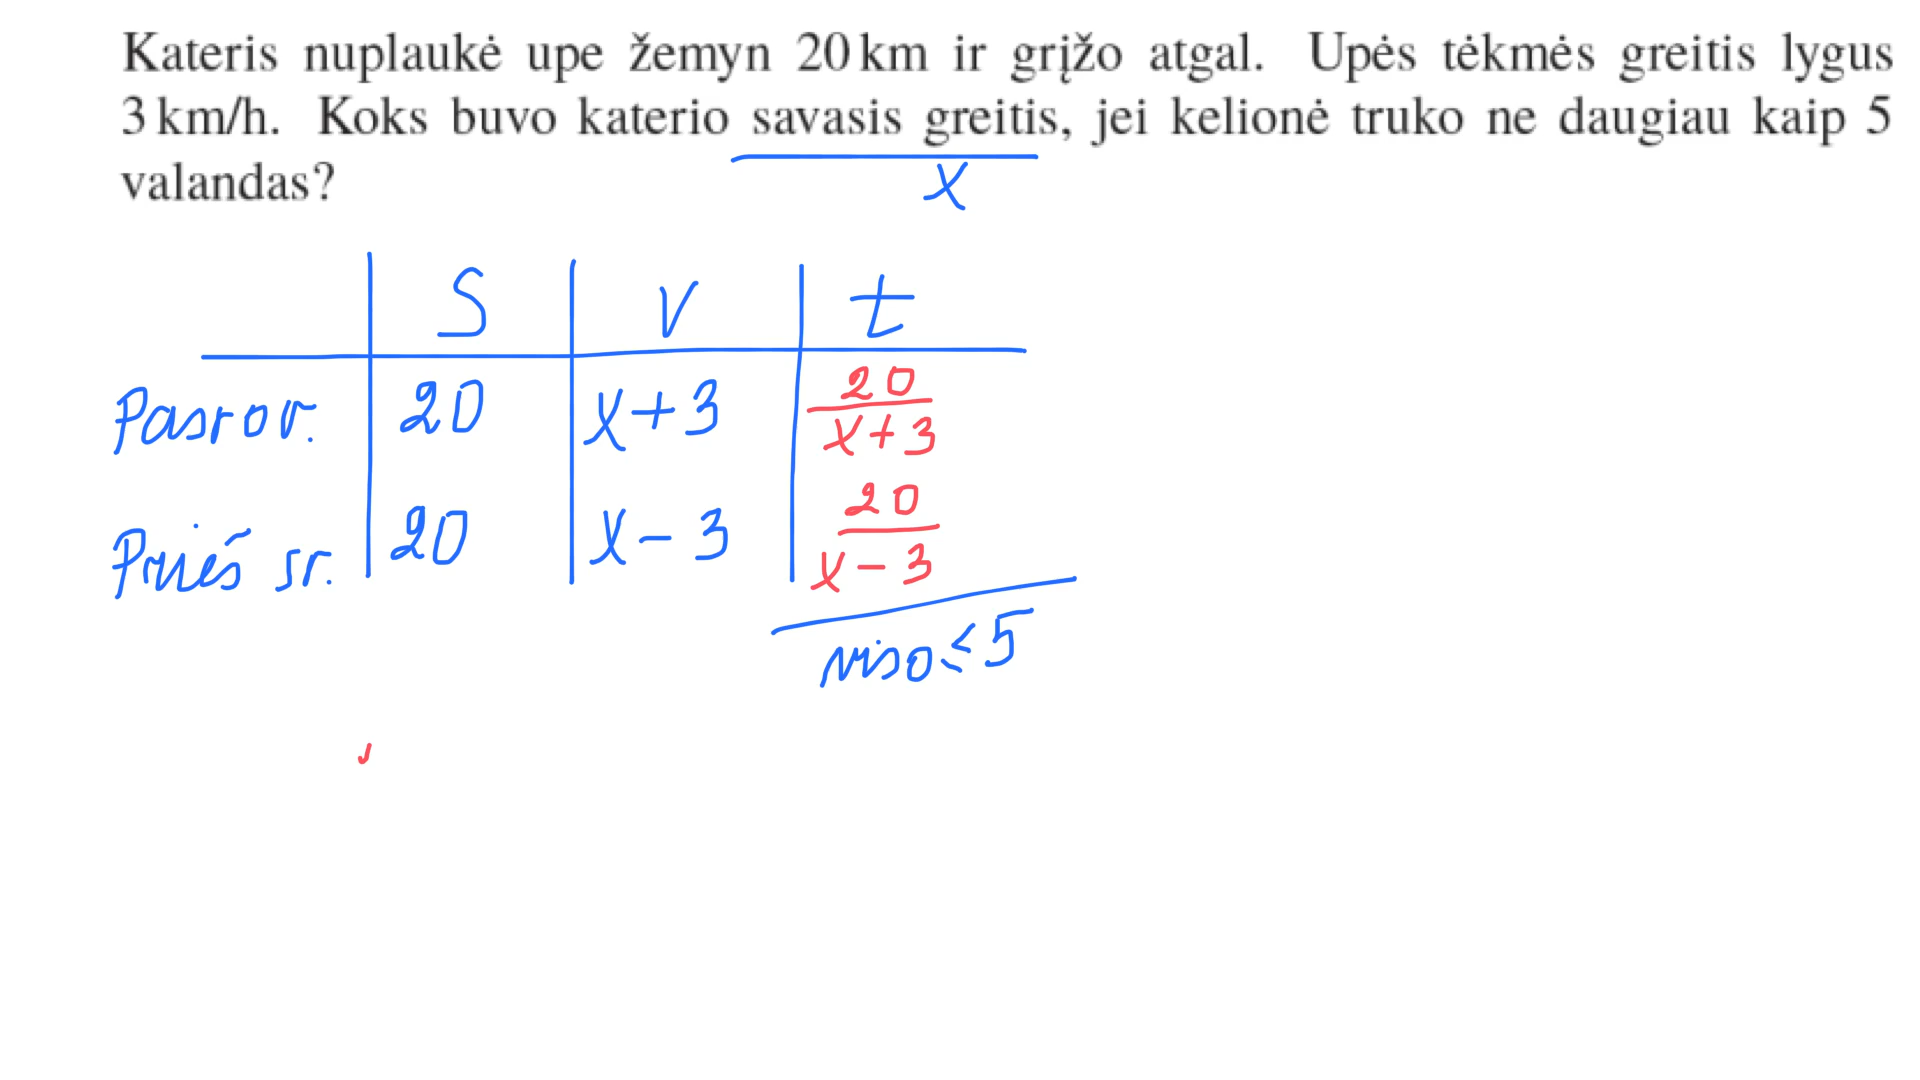 Kateris nuplaukė upe žemyn 20 km ir grįžo atgal. Upės tėkmės greitis lygus
3 km/h. Koks buvo katerio savasis greitis, jei kelionė truko ne daugiau kaip 5
valandas?
x
S v t
Pasrov. 20 x+3 20/(x+3)
Prieš sr. 20 x-3 20/(x-3)
viso ≤ 5